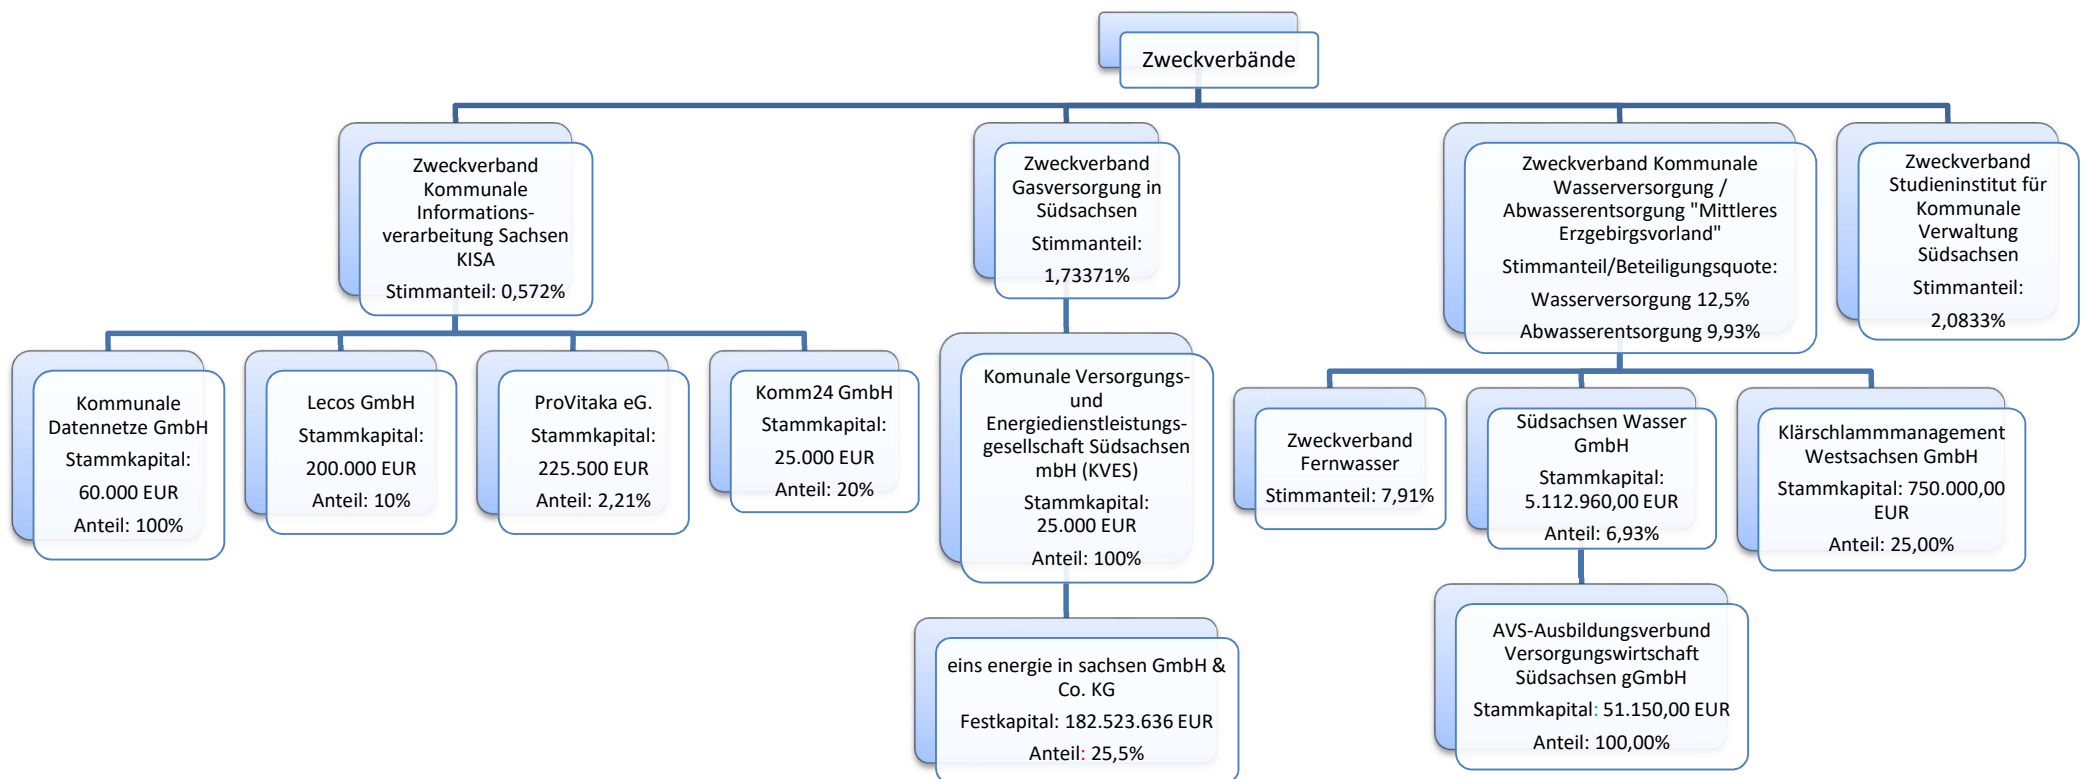 Zweckverbände
Zweckverband
Kommunale
Informations-
verarbeitung Sachsen
KISA
Stimmanteil: 0,572%
Zweckverband
Gasversorgung in
Südsachsen
Stimmanteil:
1,73371%
Zweckverband Kommunale
Wasserversorgung /
Abwasserentsorgung "Mittleres
Erzgebirgsvorland"
Stimmanteil/Beteiligungsquote:
Wasserversorgung 12,5%
Abwasserentsorgung 9,93%
Zweckverband
Studieninstitut für
Kommunale
Verwaltung
Südsachsen
Stimmanteil:
2,0833%
Kommunale
Datennetze GmbH
Stammkapital:
60.000 EUR
Anteil: 100%
Lecos GmbH
Stammkapital:
200.000 EUR
Anteil: 10%
ProVitaka eG.
Stammkapital:
225.500 EUR
Anteil: 2,21%
Komm24 GmbH
Stammkapital:
25.000 EUR
Anteil: 20%
Komunale Versorgungs-
und
Energiedienstleistungs-
gesellschaft Südsachsen
mbH (KVES)
Stammkapital:
25.000 EUR
Anteil: 100%
Zweckverband
Fernwasser
Stimmanteil: 7,91%
Südsachsen Wasser
GmbH
Stammkapital:
5.112.960,00 EUR
Anteil: 6,93%
Klärschlammmanagement
Westsachsen GmbH
Stammkapital: 750.000,00
EUR
Anteil: 25,00%
eins energie in sachsen GmbH &
Co. KG
Festkapital: 182.523.636 EUR
Anteil: 25,5%
AVS-Ausbildungsverbund
Versorgungswirtschaft
Südsachsen gGmbH
Stammkapital: 51.150,00 EUR
Anteil: 100,00%